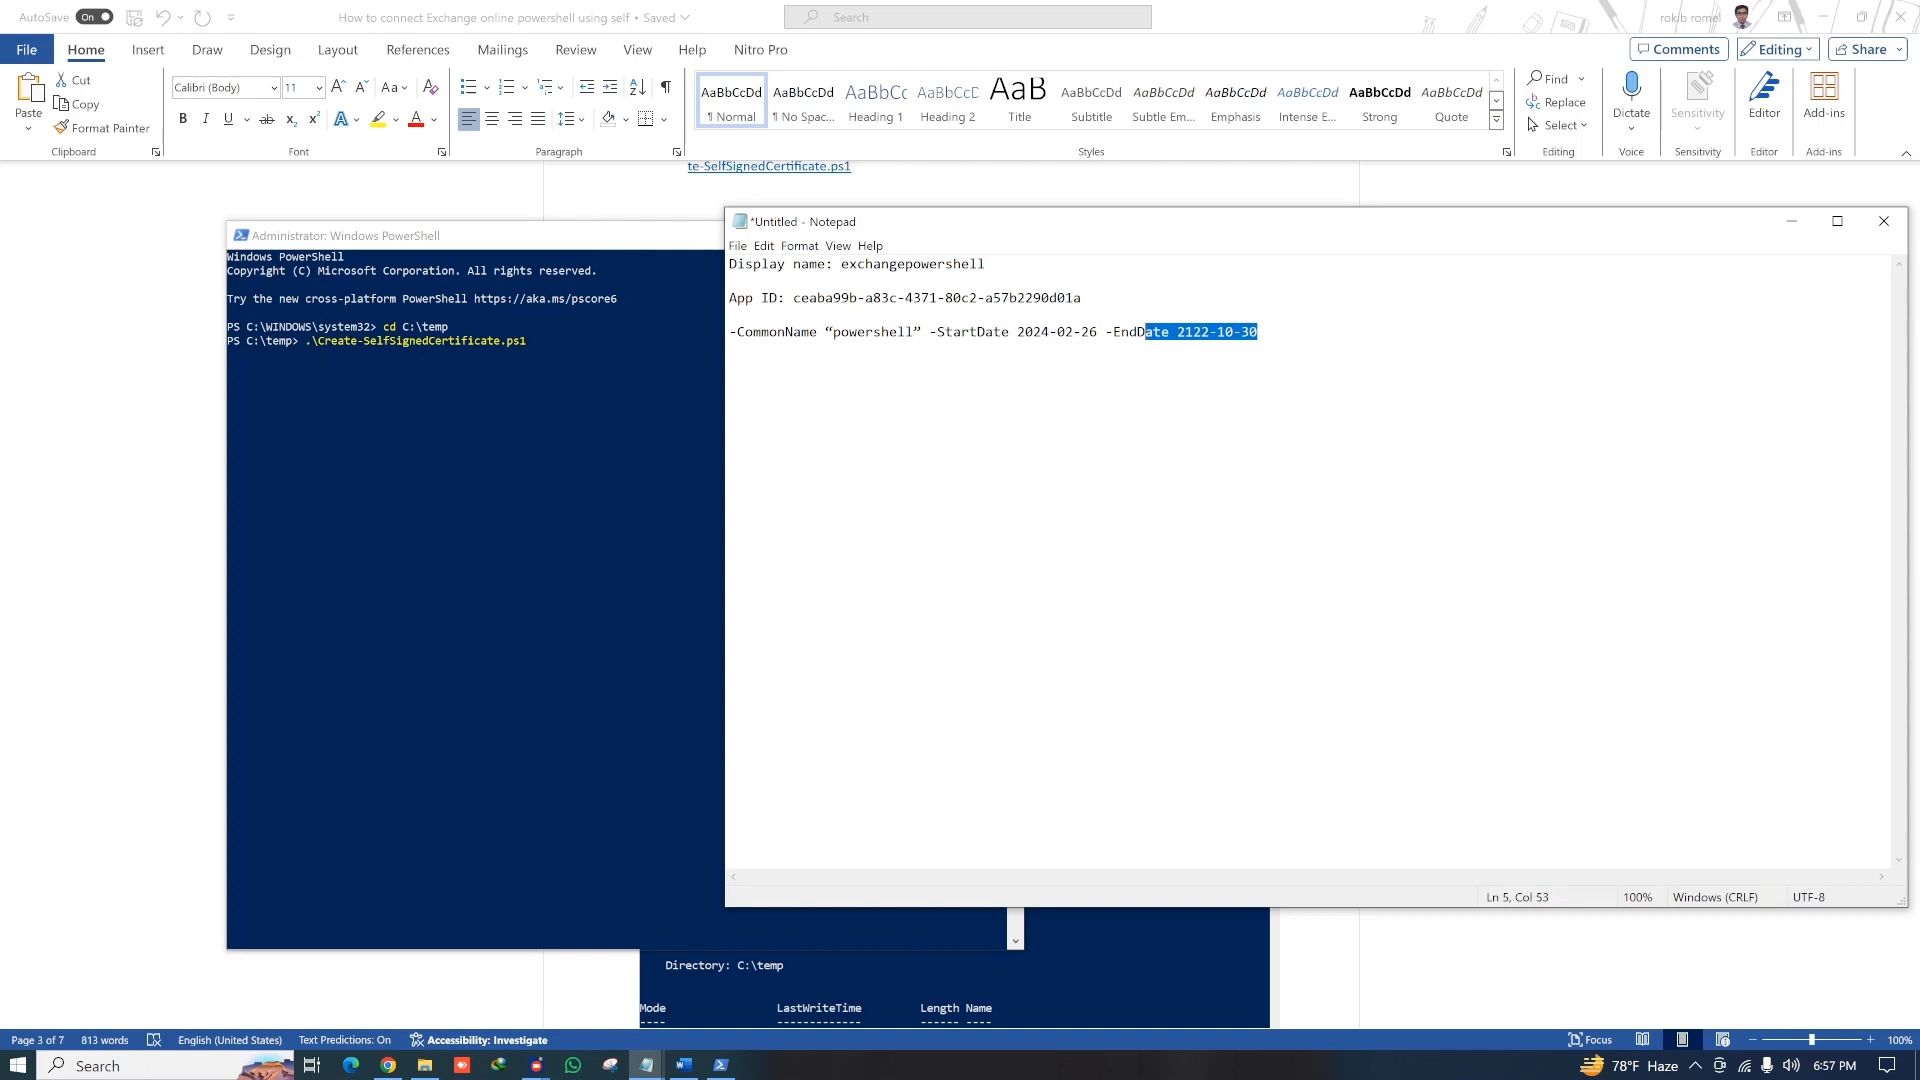 AutoSave On How to connect Exchange online powershell using self • Saved Search rokib romel
File Home Insert Draw Design Layout References Mailings Review View Help Nitro Pro Comments Editing Share
Paste Cut Copy Format Painter
Clipboard
Calibri (Body) 11
Font
Paragraph
AaBbCcDd AaBbCcDd AaBbCc AaBbCcC AaB AaBbCcDd AaBbCcDd AaBbCcDd AaBbCcDd AaBbCcDd AaBbCcDd
¶ Normal ¶ No Spac... Heading 1 Heading 2 Title Subtitle Subtle Em... Emphasis Intense E... Strong Quote
Styles
Find
Replace
Select
Editing
Dictate
Voice
Sensitivity
Sensitivity
Editor
Editor
Add-ins
Add-ins
te-SelfSignedCertificate.ps1
Administrator: Windows PowerShell
Windows PowerShell
Copyright (C) Microsoft Corporation. All rights reserved.
Try the new cross-platform PowerShell https://aka.ms/pscore6
PS C:\WINDOWS\system32> cd C:\temp
PS C:\temp> .\Create-SelfSignedCertificate.ps1
*Untitled - Notepad
File Edit Format View Help
Display name: exchangepowershell
App ID: ceaba99b-a83c-4371-80c2-a57b2290d01a
-CommonName “powershell” -StartDate 2024-02-26 -EndDate 2122-10-30
Ln 5, Col 53 100% Windows (CRLF) UTF-8
Directory: C:\temp
Mode LastWriteTime Length Name
---- ------------- ------ ----
Page 3 of 7 813 words English (United States) Text Predictions: On Accessibility: Investigate Focus 100%
Search 78°F Haze 6:57 PM